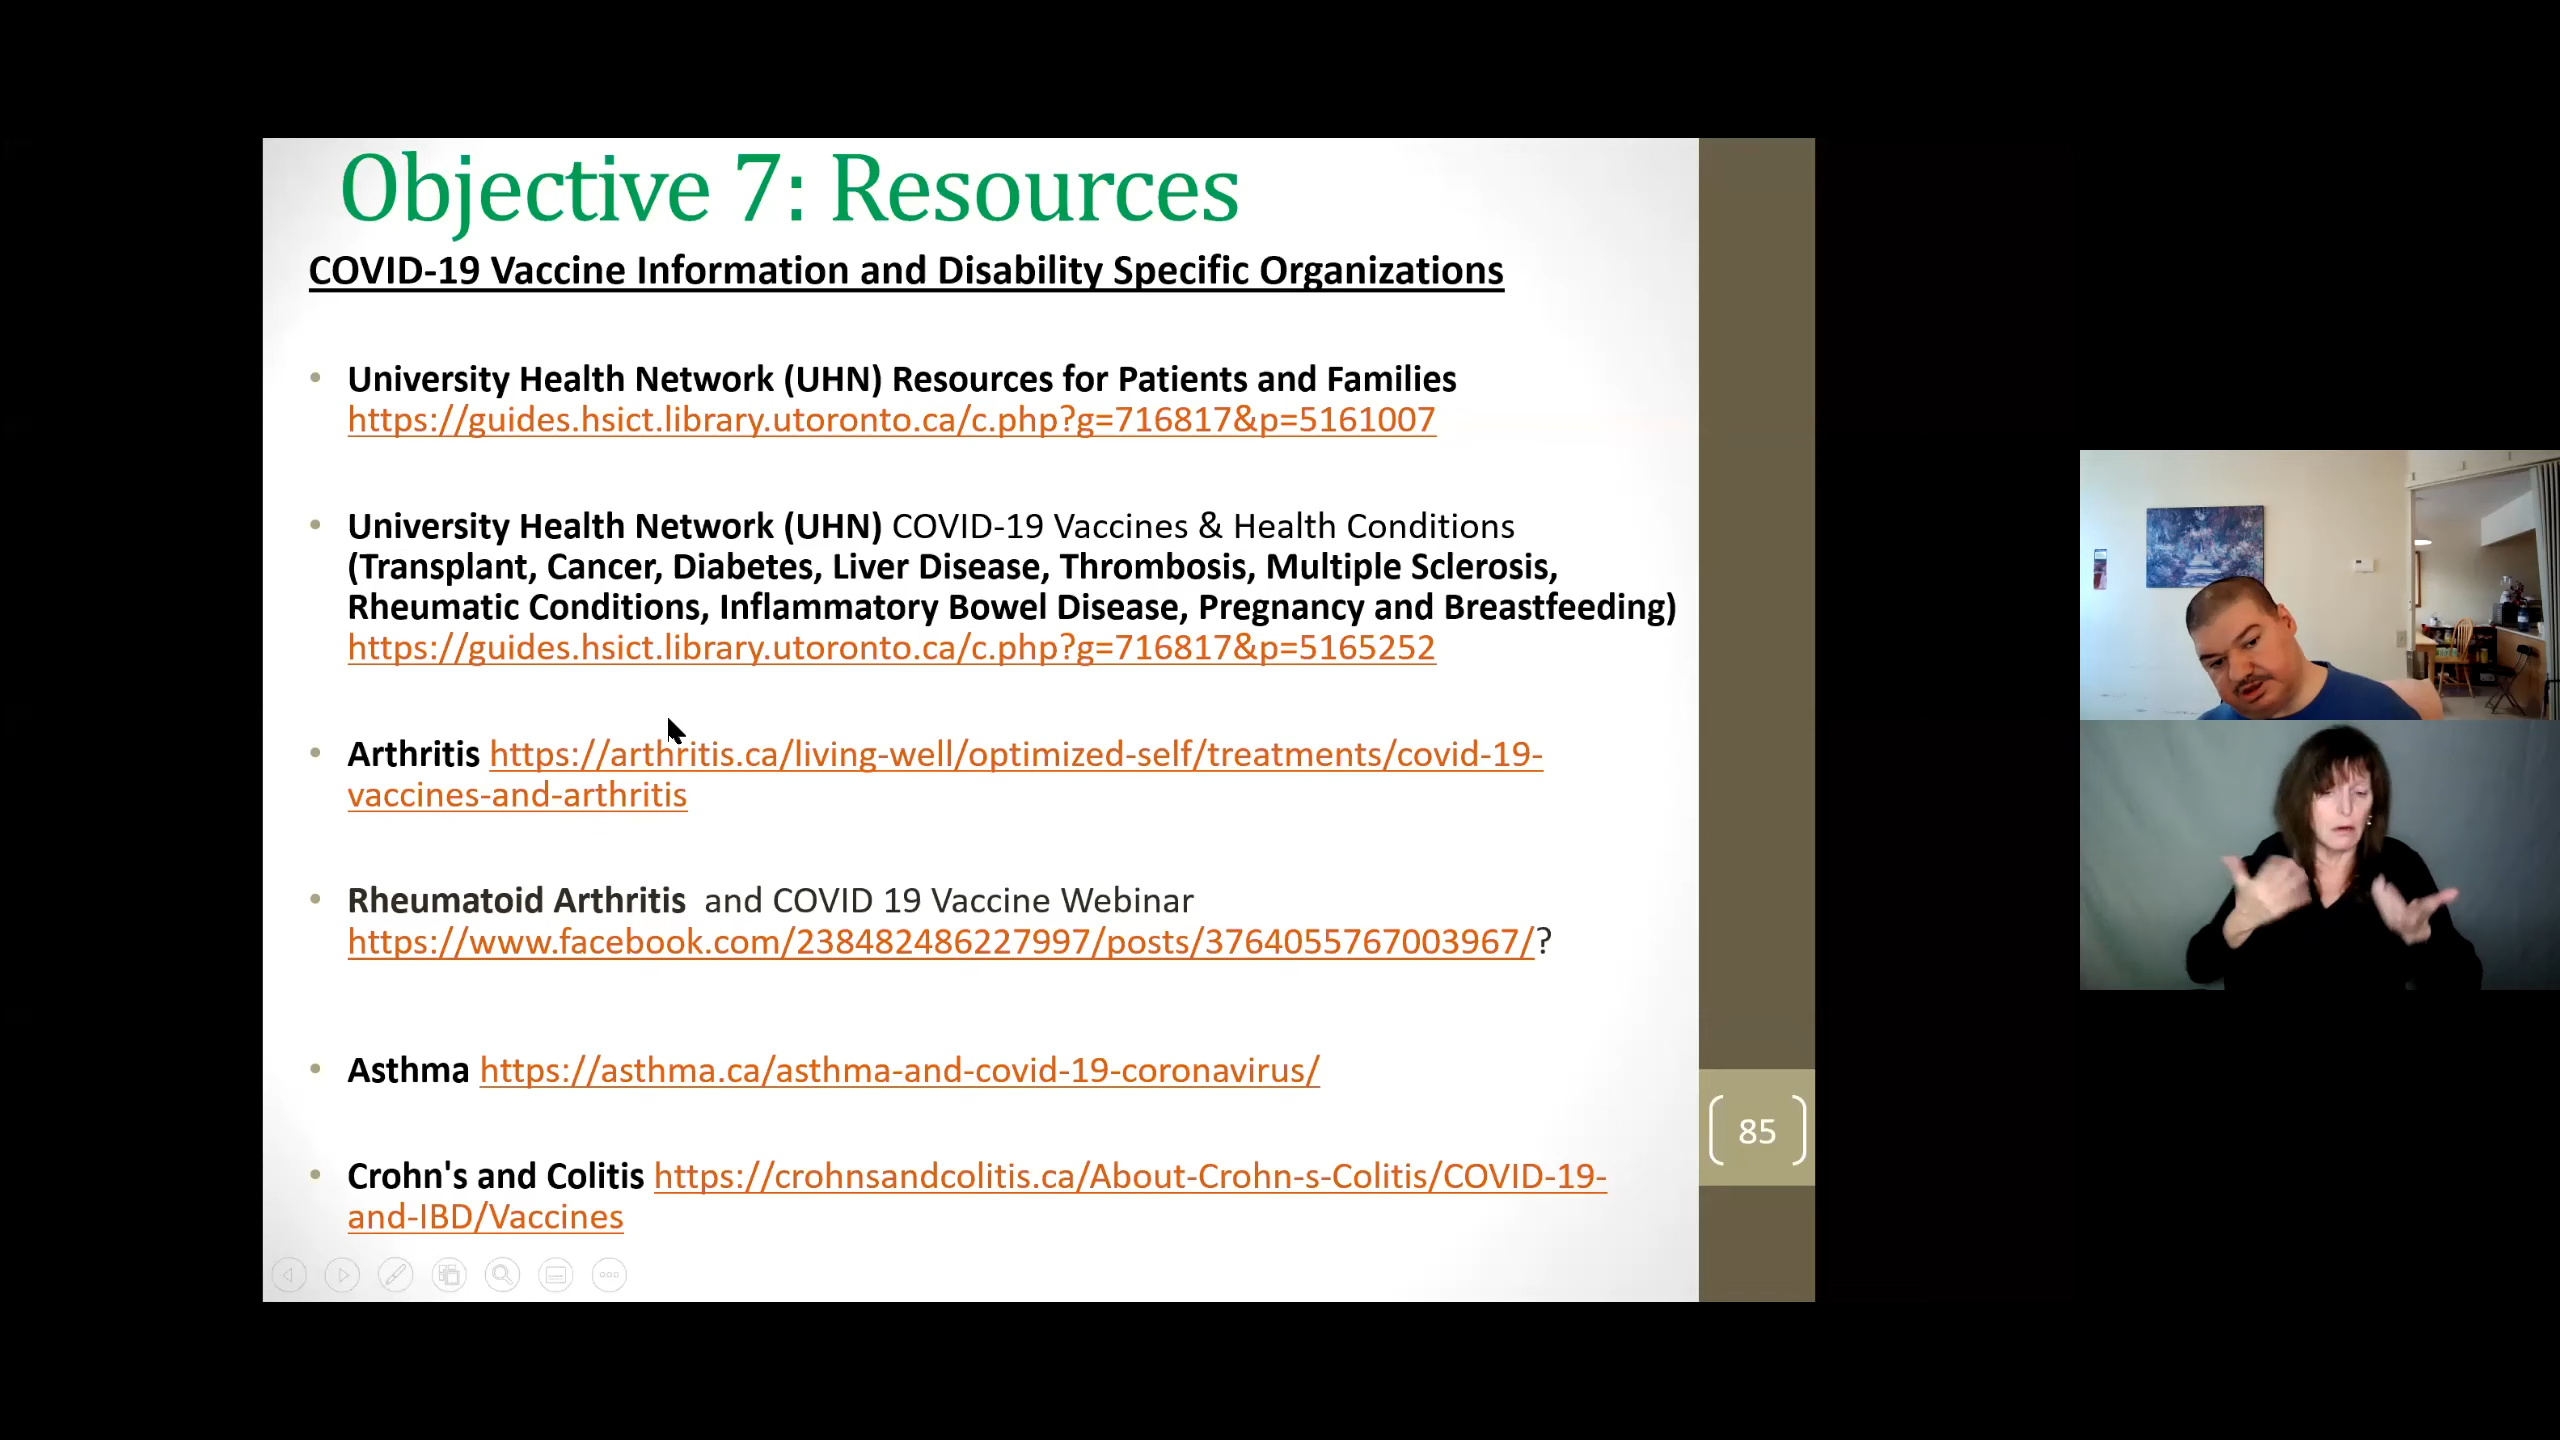 Objective 7: Resources
COVID-19 Vaccine Information and Disability Specific Organizations
• University Health Network (UHN) Resources for Patients and Families
https://guides.hsict.library.utoronto.ca/c.php?g=716817&p=5161007
• University Health Network (UHN) COVID-19 Vaccines & Health Conditions
(Transplant, Cancer, Diabetes, Liver Disease, Thrombosis, Multiple Sclerosis,
Rheumatic Conditions, Inflammatory Bowel Disease, Pregnancy and Breastfeeding)
https://guides.hsict.library.utoronto.ca/c.php?g=716817&p=5165252
• Arthritis https://arthritis.ca/living-well/optimized-self/treatments/covid-19-
vaccines-and-arthritis
• Rheumatoid Arthritis  and COVID 19 Vaccine Webinar
https://www.facebook.com/238482486227997/posts/3764055767003967/?
• Asthma https://asthma.ca/asthma-and-covid-19-coronavirus/
• Crohn's and Colitis https://crohnsandcolitis.ca/About-Crohn-s-Colitis/COVID-19-
and-IBD/Vaccines
85